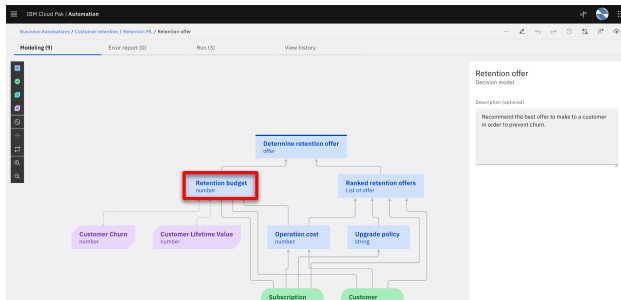 IBM Cloud Pak | Automation
Business Automations / Customer retention / Retention ML / Retention offer
Modeling (9)
Error report (0)
Run (3)
View history
Retention offer
Decision model
Description (optional)
Recommend the best offer to make to a customer
in order to prevent churn.
Determine retention offer
offer
Retention budget
number
Ranked retention offers
List of offer
Customer Churn
number
Customer Lifetime Value
number
Operation cost
number
Upgrade policy
string
Subscription
Customer